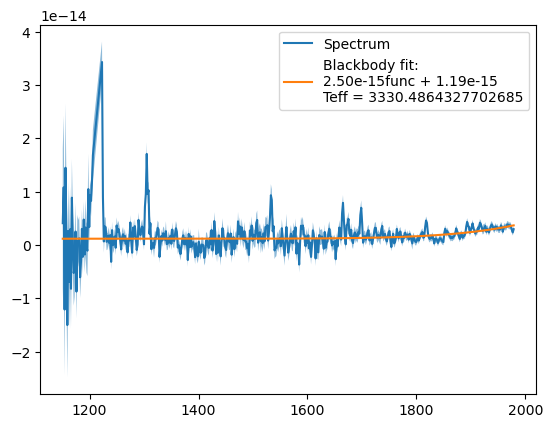 1e−14
Spectrum
Blackbody fit:
2.50e-15func + 1.19e-15
Teff = 3330.4864327702685
4
3
2
1
0
−1
−2
1200
1400
1600
1800
2000